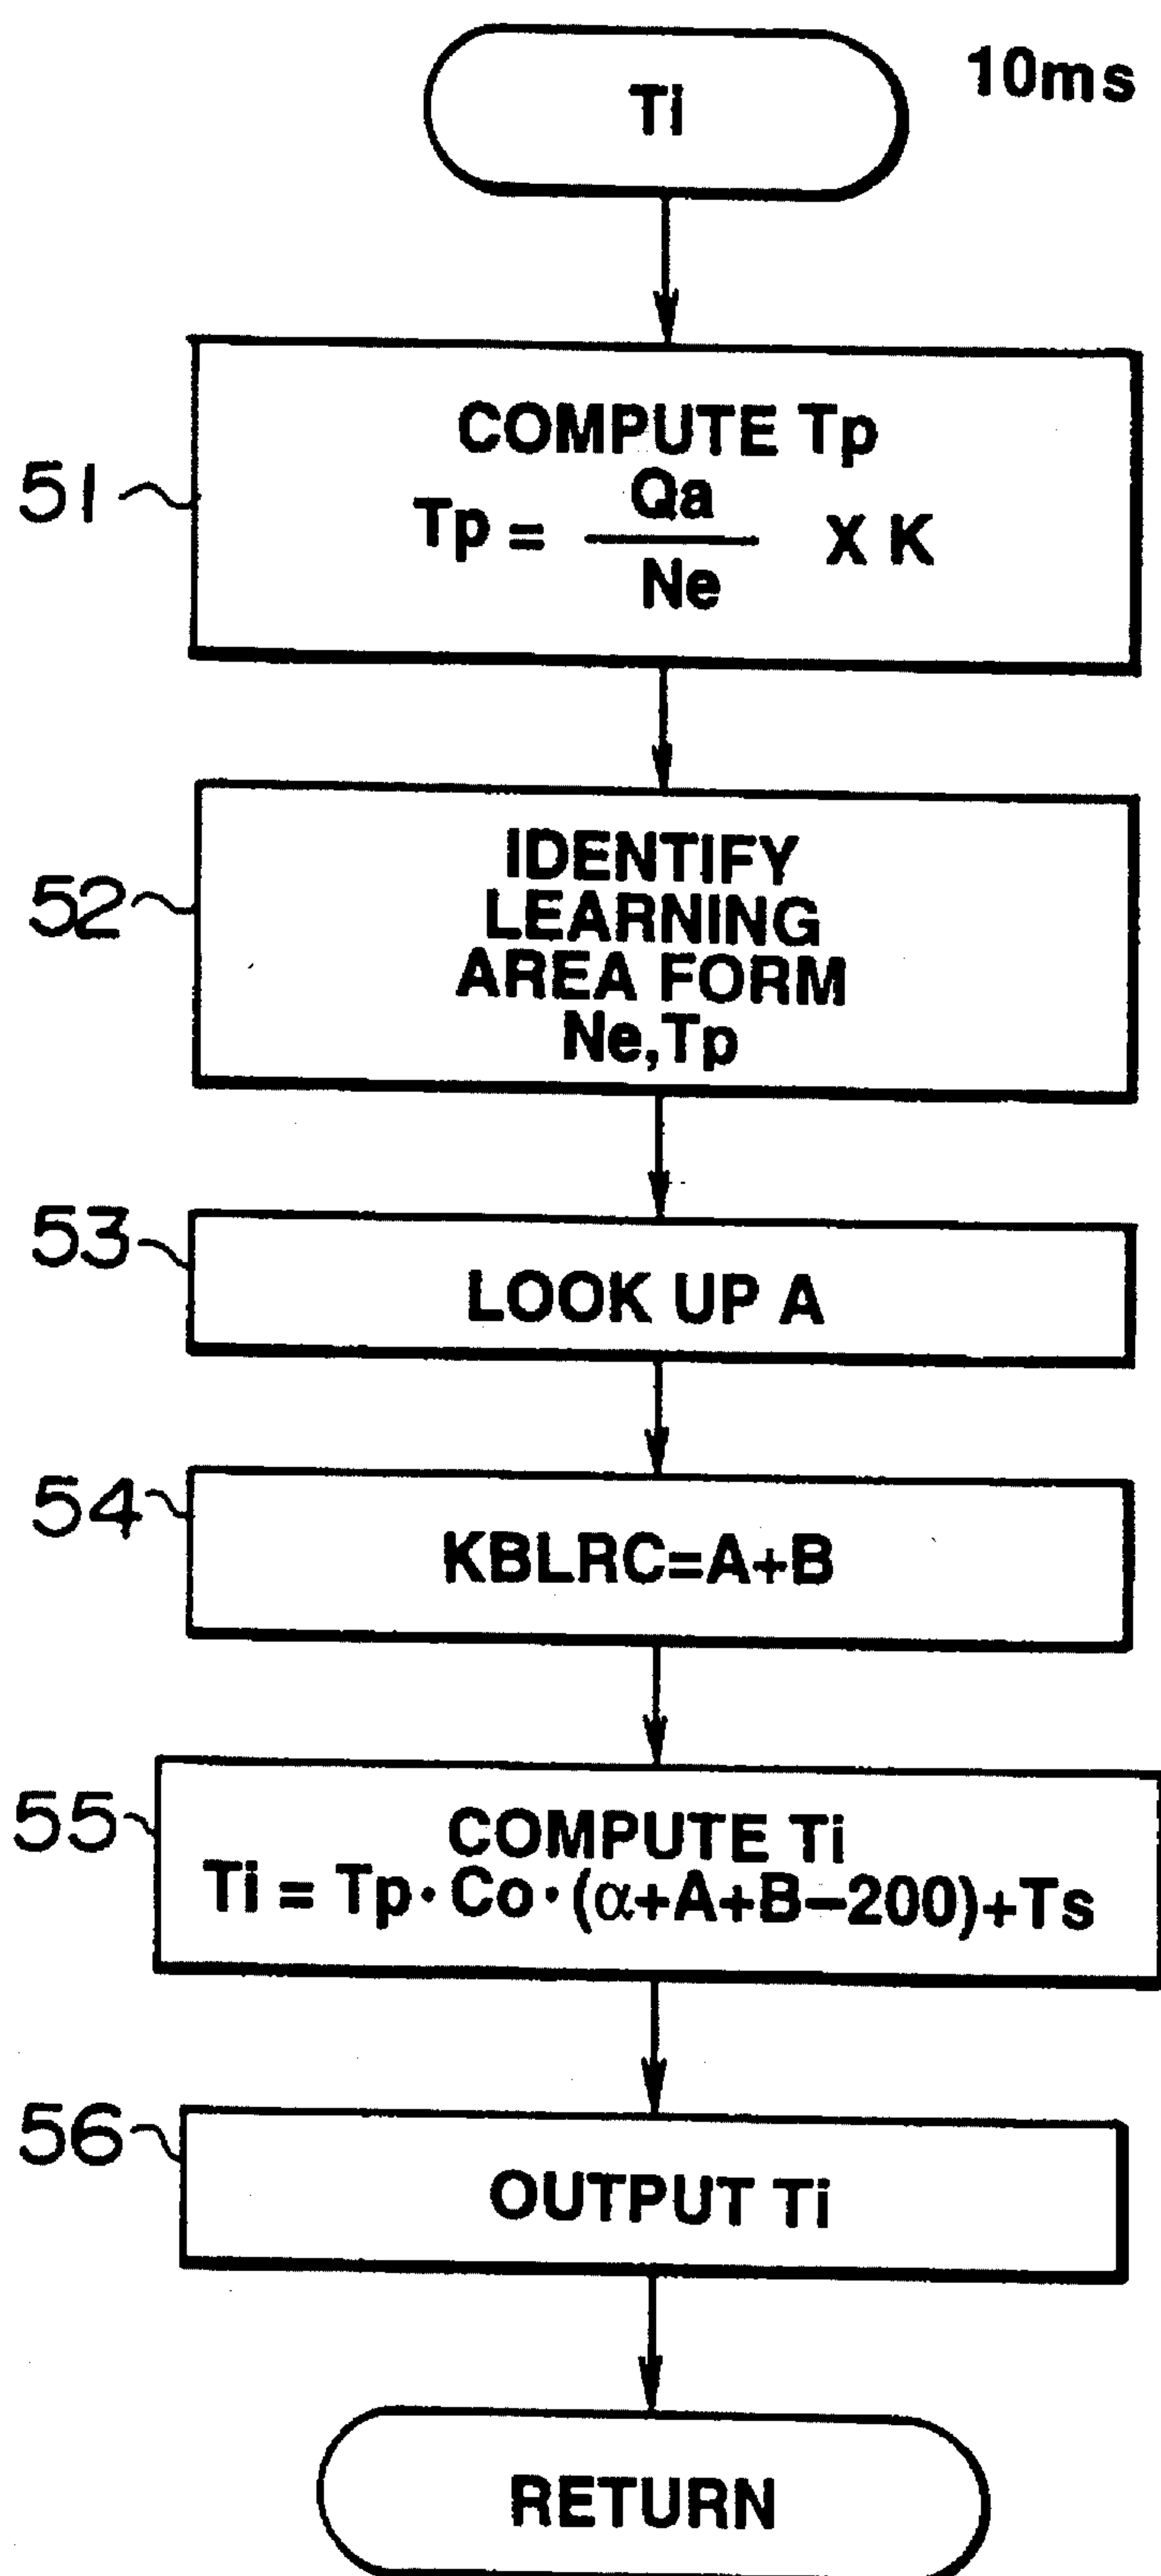 Ti
10ms
51
COMPUTE Tp
Tp = Qa / Ne X K
52
IDENTIFY
LEARNING
AREA FORM
Ne,Tp
53
LOOK UP A
54
KBLRC=A+B
55
COMPUTE Ti
Ti = Tp·Co·(α+A+B−200)+Ts
56
OUTPUT Ti
RETURN